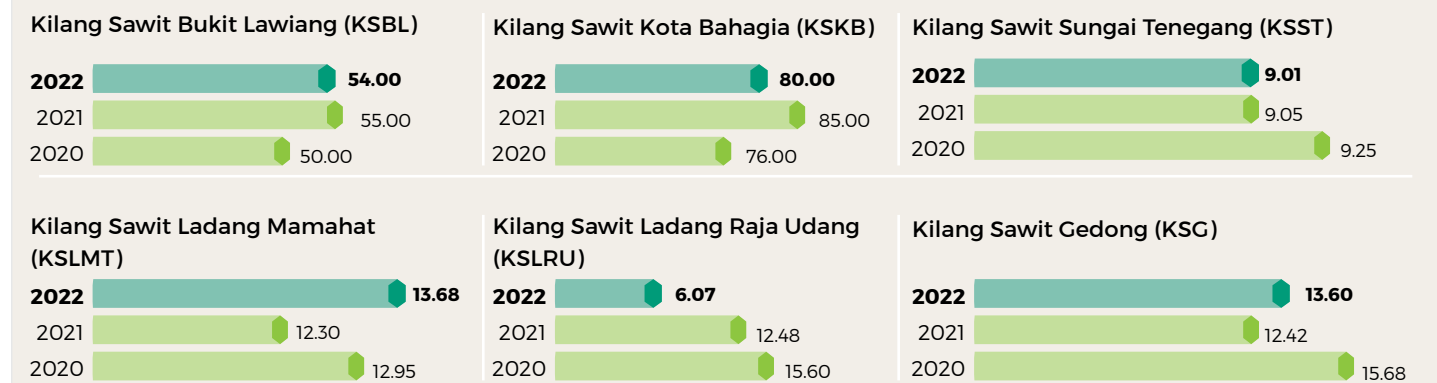 Kilang Sawit Bukit Lawiang (KSBL)
2022 54.00
2021 55.00
2020 50.00
Kilang Sawit Kota Bahagia (KSKB)
2022 80.00
2021 85.00
2020 76.00
Kilang Sawit Sungai Tenegang (KSST)
2022 9.01
2021 9.05
2020 9.25
Kilang Sawit Ladang Mamahat
(KSLMT)
2022 13.68
2021 12.30
2020 12.95
Kilang Sawit Ladang Raja Udang
(KSLRU)
2022 6.07
2021 12.48
2020 15.60
Kilang Sawit Gedong (KSG)
2022 13.60
2021 12.42
2020 15.68